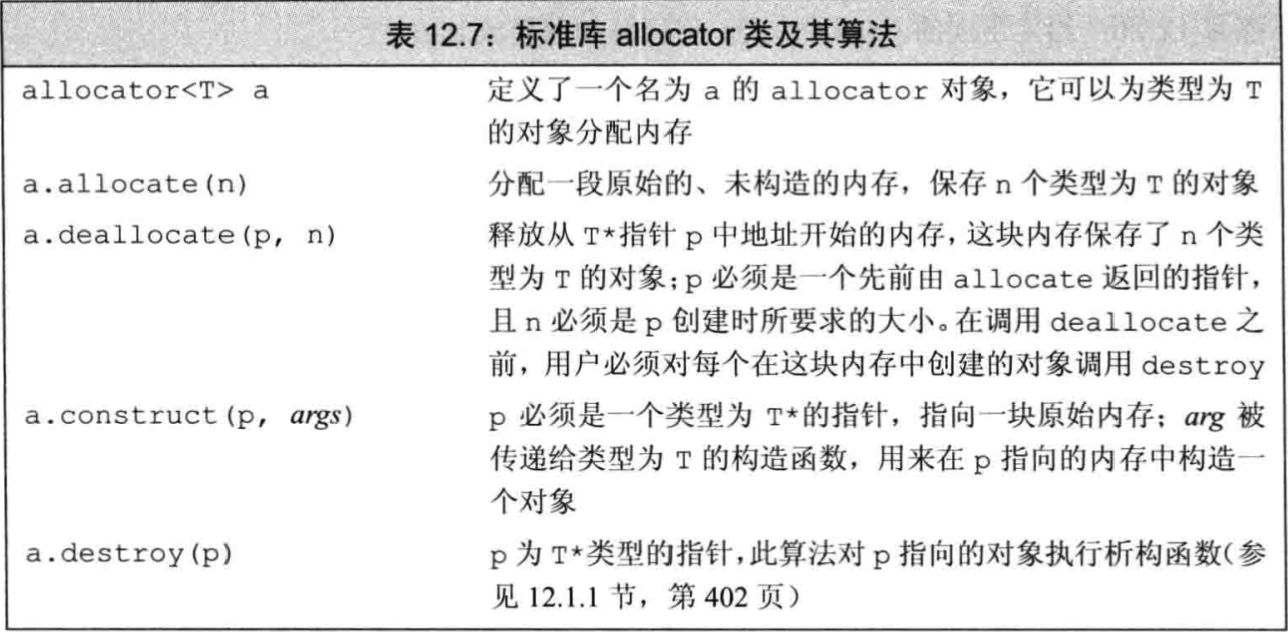 表 12.7：标准库 allocator 类及其算法
allocator<T> a 定义了一个名为 a 的 allocator 对象，它可以为类型为 T
的对象分配内存
a.allocate(n) 分配一段原始的、未构造的内存，保存 n 个类型为 T 的对象
a.deallocate(p, n) 释放从 T*指针 p 中地址开始的内存，这块内存保存了 n 个类
型为 T 的对象；p 必须是一个先前由 allocate 返回的指针，
且 n 必须是 p 创建时所要求的大小。在调用 deallocate 之
前，用户必须对每个在这块内存中创建的对象调用 destroy
a.construct(p, args) p 必须是一个类型为 T*的指针，指向一块原始内存；arg 被
传递给类型为 T 的构造函数，用来在 p 指向的内存中构造一
个对象
a.destroy(p) p 为 T*类型的指针，此算法对 p 指向的对象执行析构函数（参
见 12.1.1 节，第 402 页）